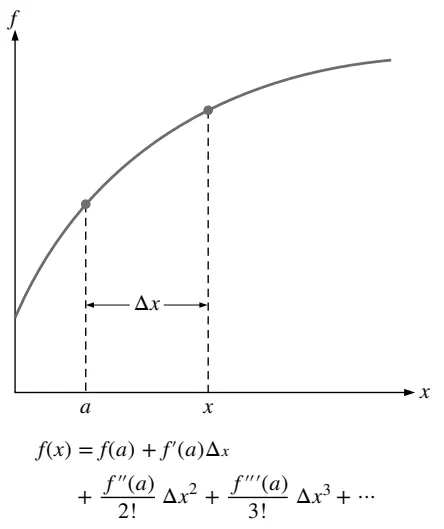 f
Δx
a x
x
f(x) = f(a) + f′(a)Δx
+ f″(a)/2! Δx² + f‴(a)/3! Δx³ + ···